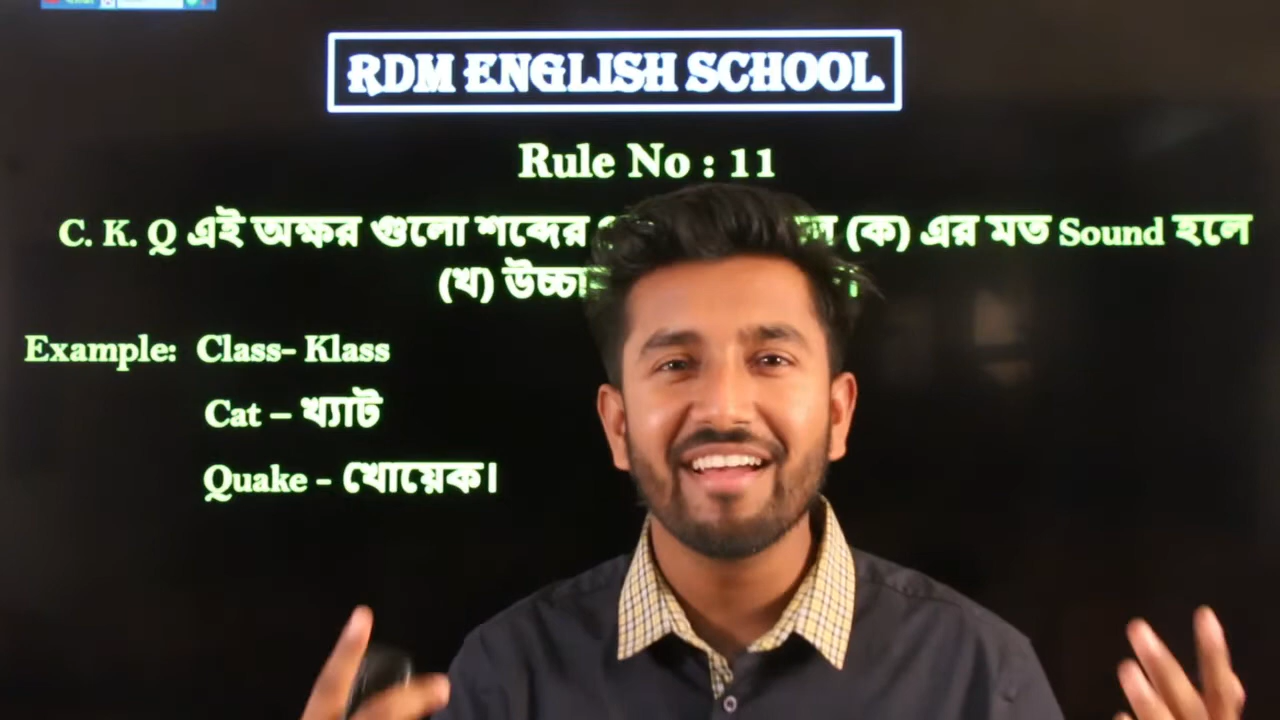 RDM ENGLISH SCHOOL
Rule No : 11
C. K. Q এই অক্ষর গুলো শব্দের (ক) এর মত Sound হলে
(খ)
Example: Class- Klass
Cat – খ্যাট
Quake - খোয়েক।